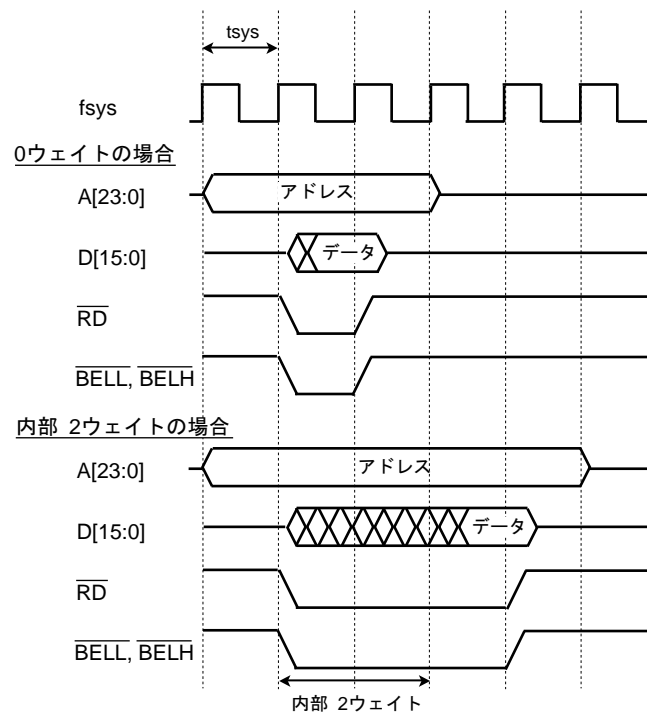 tsys
fsys
0ウェイトの場合
A[23:0]
アドレス
D[15:0]
データ
RD
BELL, BELH
内部 2ウェイトの場合
A[23:0]
アドレス
D[15:0]
データ
RD
BELL, BELH
内部 2ウェイト